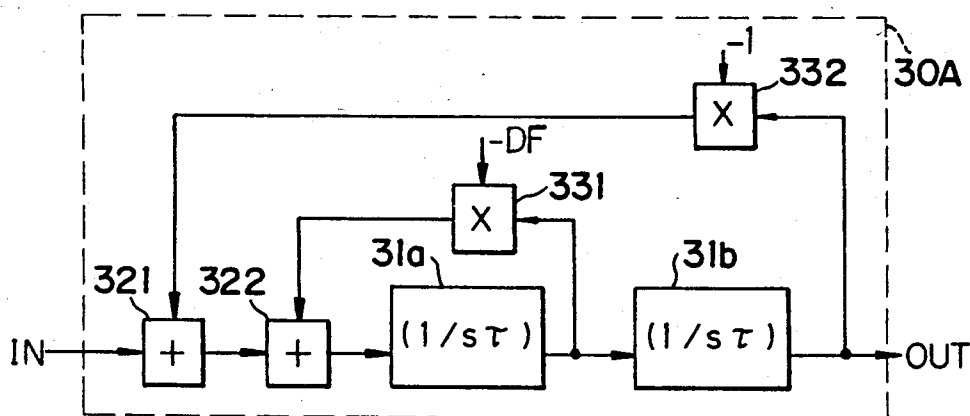 -1
30A
332
X
-DF
331
X
31a
31b
321
322
IN
+
+
(1/sτ)
(1/sτ)
OUT